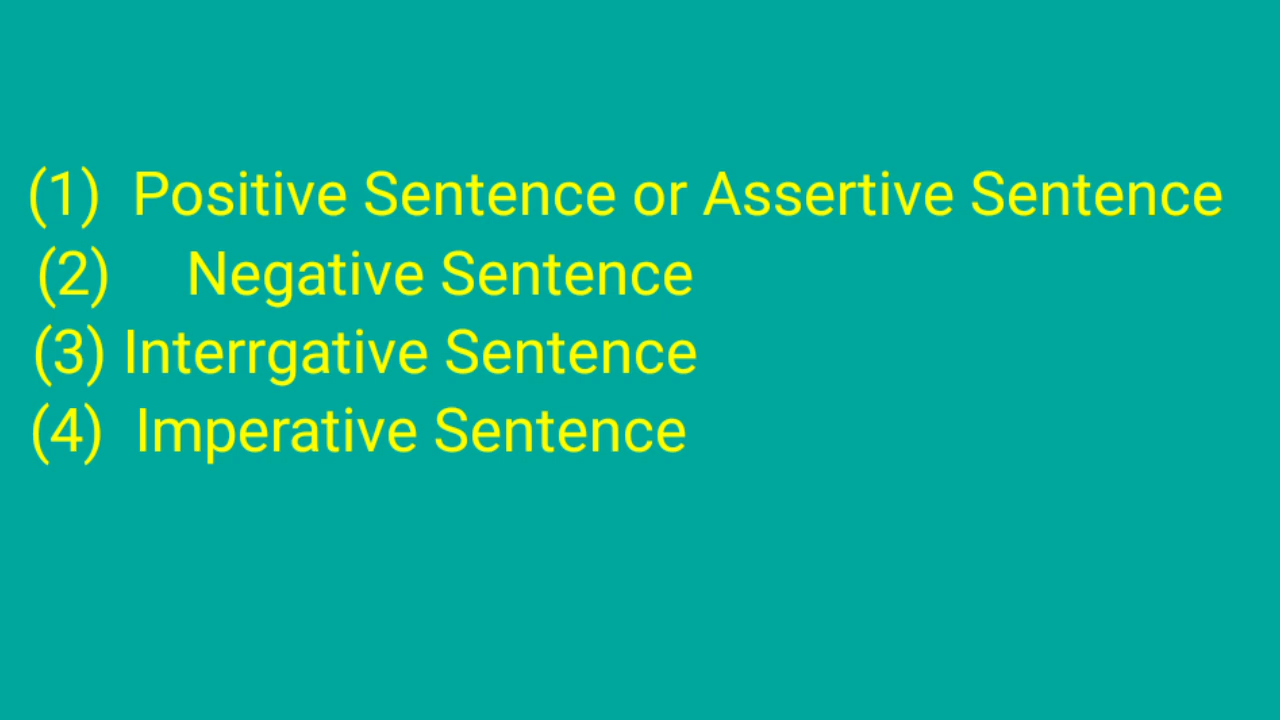 (1) Positive Sentence or Assertive Sentence
(2) Negative Sentence
(3) Interrgative Sentence
(4) Imperative Sentence